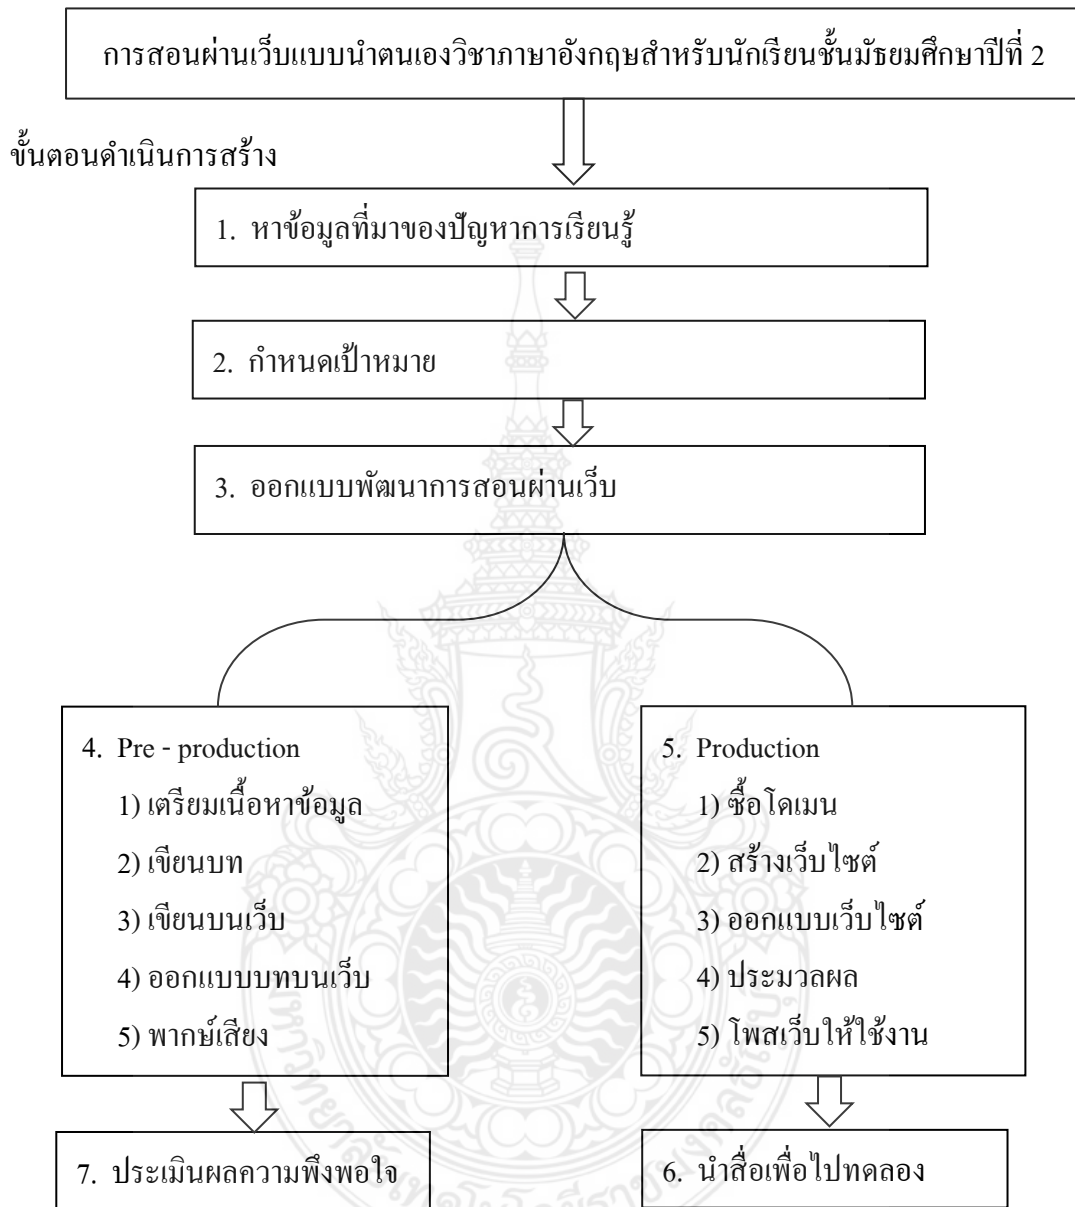 การสอนผ่านเว็บแบบนำตนเองวิชาภาษาอังกฤษสำหรับนักเรียนชั้นมัธยมศึกษาปีที่ 2
ขั้นตอนดำเนินการสร้าง
1. หาข้อมูลที่มาของปัญหาการเรียนรู้
2. กำหนดเป้าหมาย
3. ออกแบบพัฒนาการสอนผ่านเว็บ
4. Pre - production
1) เตรียมเนื้อหาข้อมูล
2) เขียนบท
3) เขียนบนเว็บ
4) ออกแบบบทบนเว็บ
5) พากษ์เสียง
5. Production
1) ซื้อโดเมน
2) สร้างเว็บไซต์
3) ออกแบบเว็บไซต์
4) ประมวลผล
5) โพสเว็บให้ใช้งาน
7. ประเมินผลความพึงพอใจ
6. นำสื่อเพื่อไปทดลอง